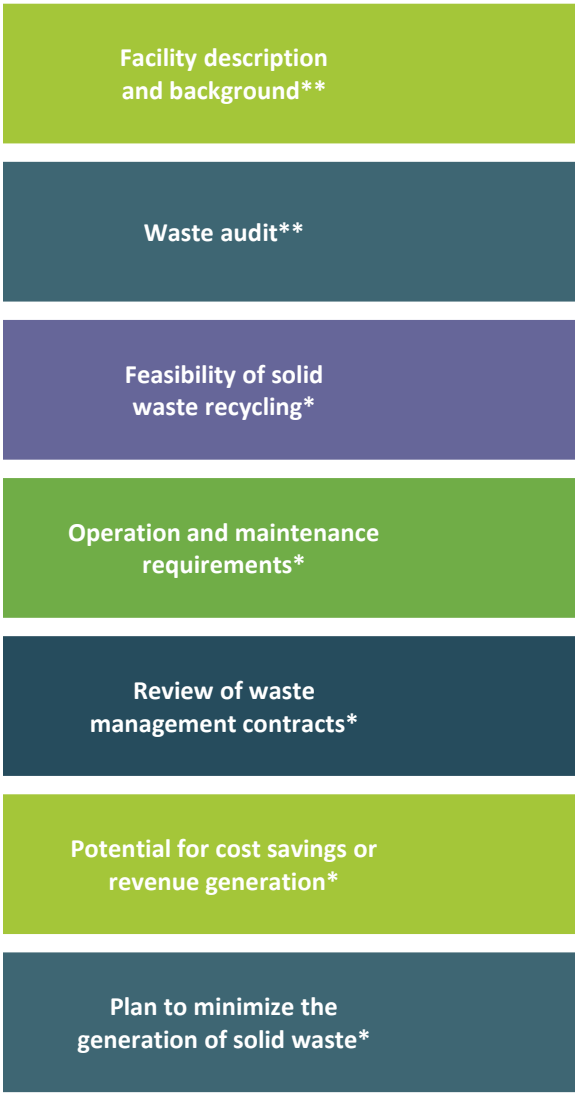 Facility description
and background**
Waste audit**
Feasibility of solid
waste recycling*
Operation and maintenance
requirements*
Review of waste
management contracts*
Potential for cost savings or
revenue generation*
Plan to minimize the
generation of solid waste*